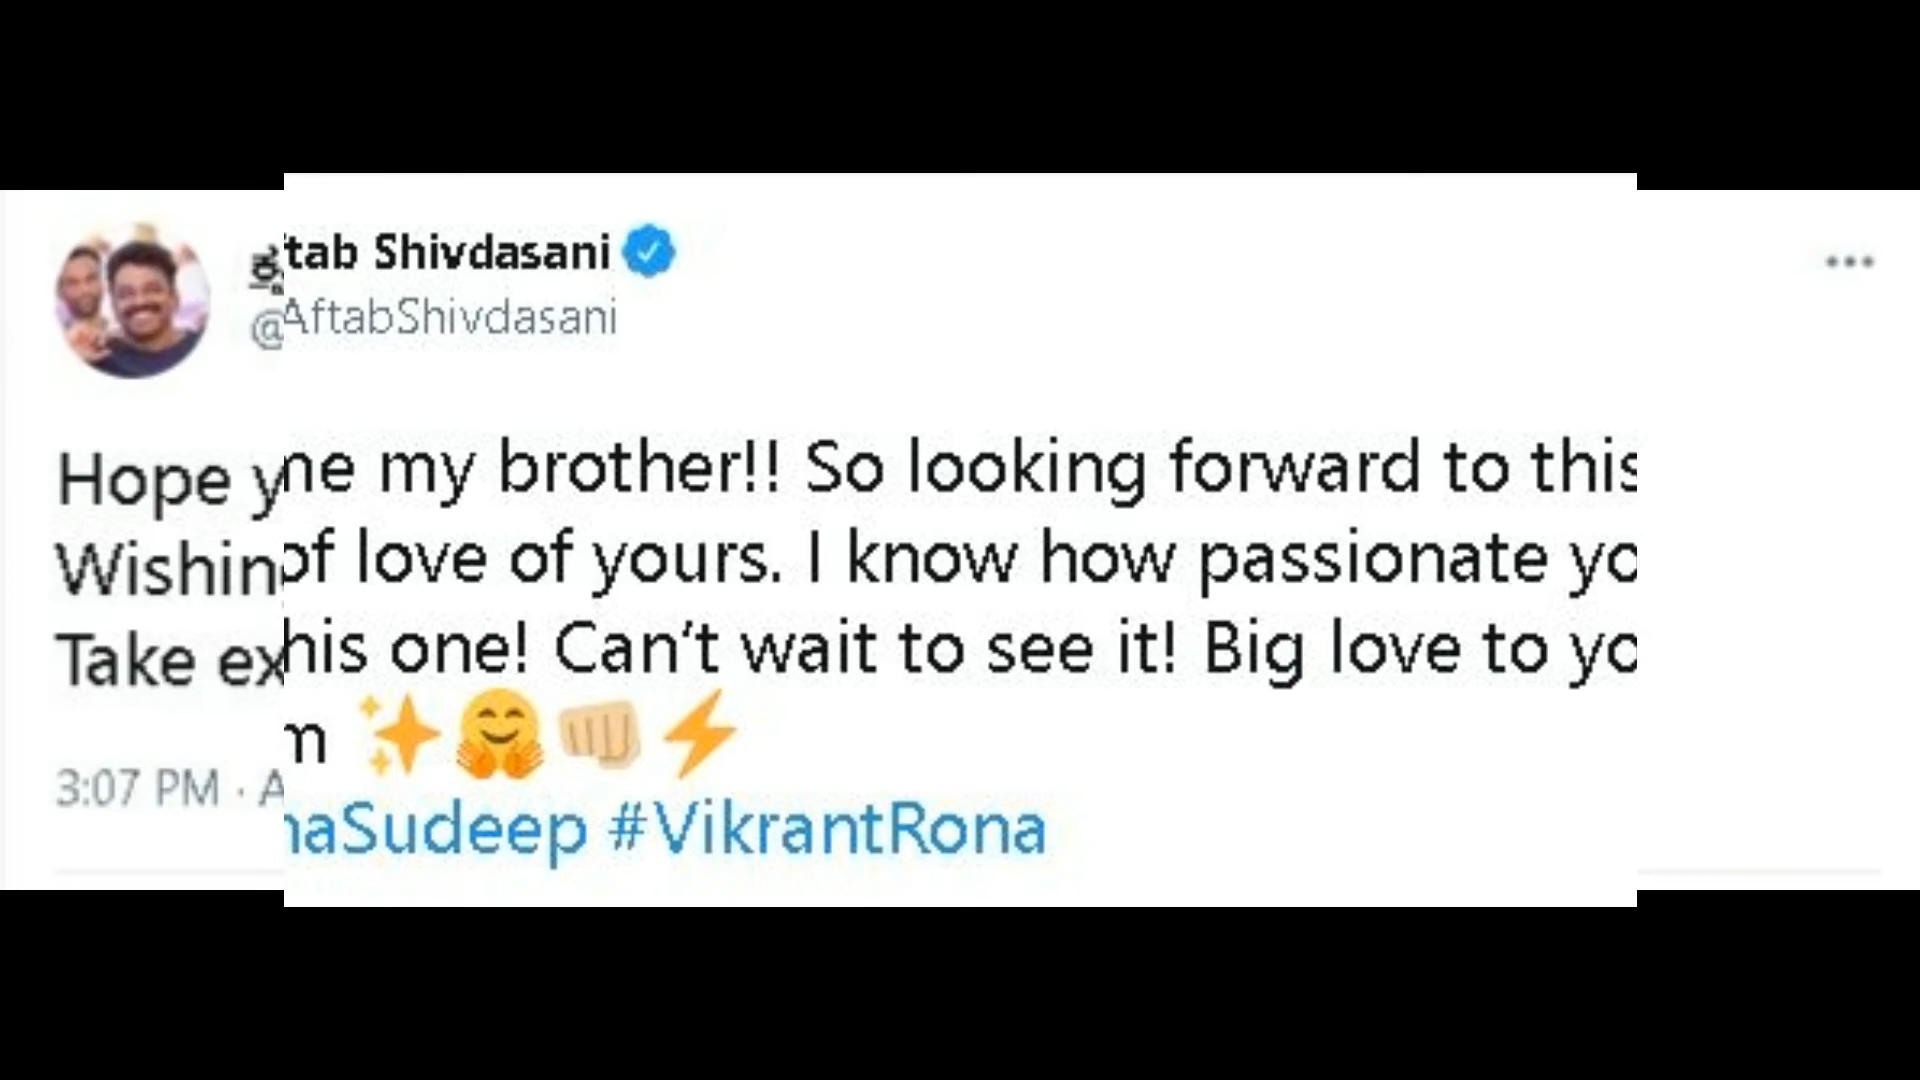 tab Shivdasani
@AftabShivdasani
Hope y
ne my brother!! So looking forward to this
Wishin
of love of yours. I know how passionate yo
Take ex
his one! Can't wait to see it! Big love to yo
m ✨🤗👊🏼⚡
3:07 PM · A
haSudeep #VikrantRona